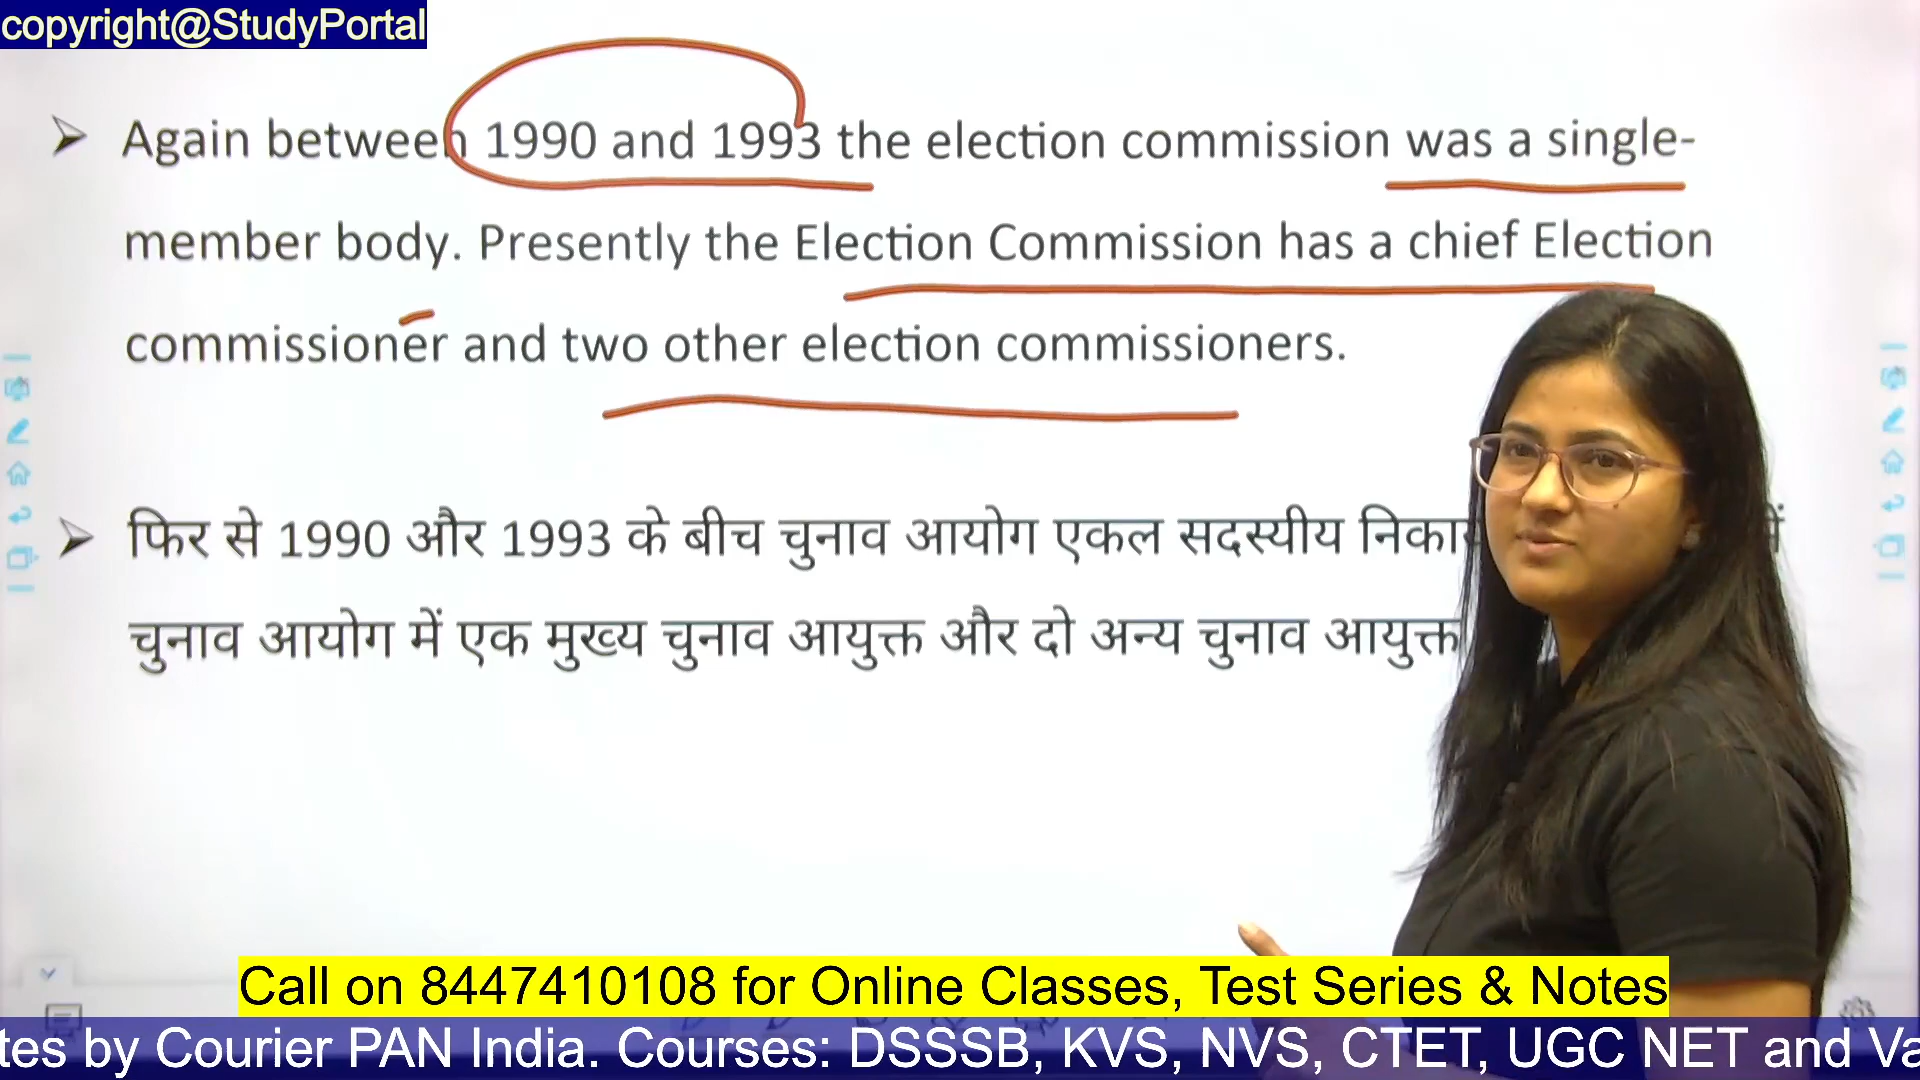 copyright@StudyPortal
Again between 1990 and 1993 the election commission was a single-
member body. Presently the Election Commission has a chief Election
commissioner and two other election commissioners.
फिर से 1990 और 1993 के बीच चुनाव आयोग एकल सदस्यीय
चुनाव आयोग में एक मुख्य चुनाव आयुक्त और दो अन्य चुनाव आयुक्त
Call on 8447410108 for Online Classes, Test Series & Notes
by Courier PAN India. Courses: DSSSB, KVS, NVS, CTET, UGC NET and